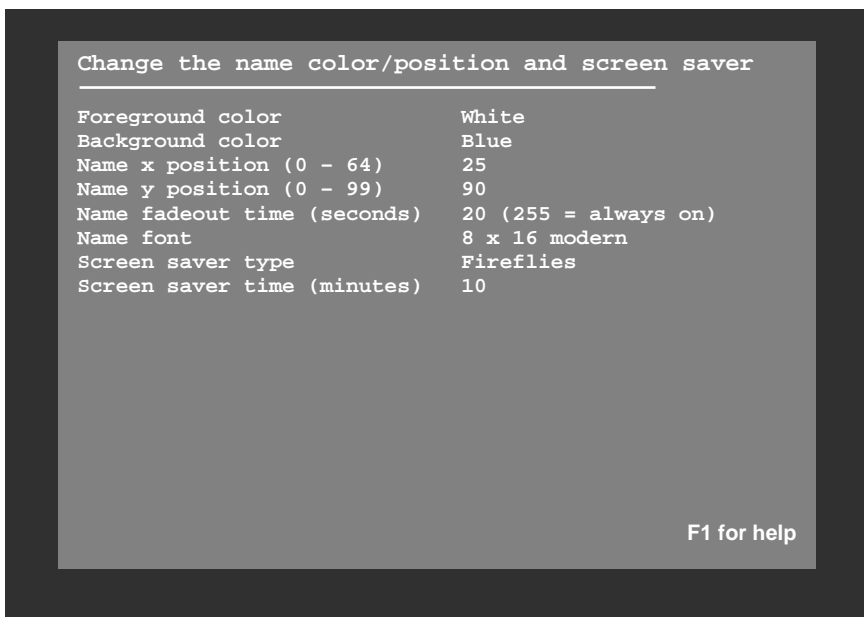 Change the name color/position and screen saver
Foreground color White
Background color Blue
Name x position (0 – 64) 25
Name y position (0 – 99) 90
Name fadeout time (seconds) 20 (255 = always on)
Name font 8 x 16 modern
Screen saver type Fireflies
Screen saver time (minutes) 10
F1 for help